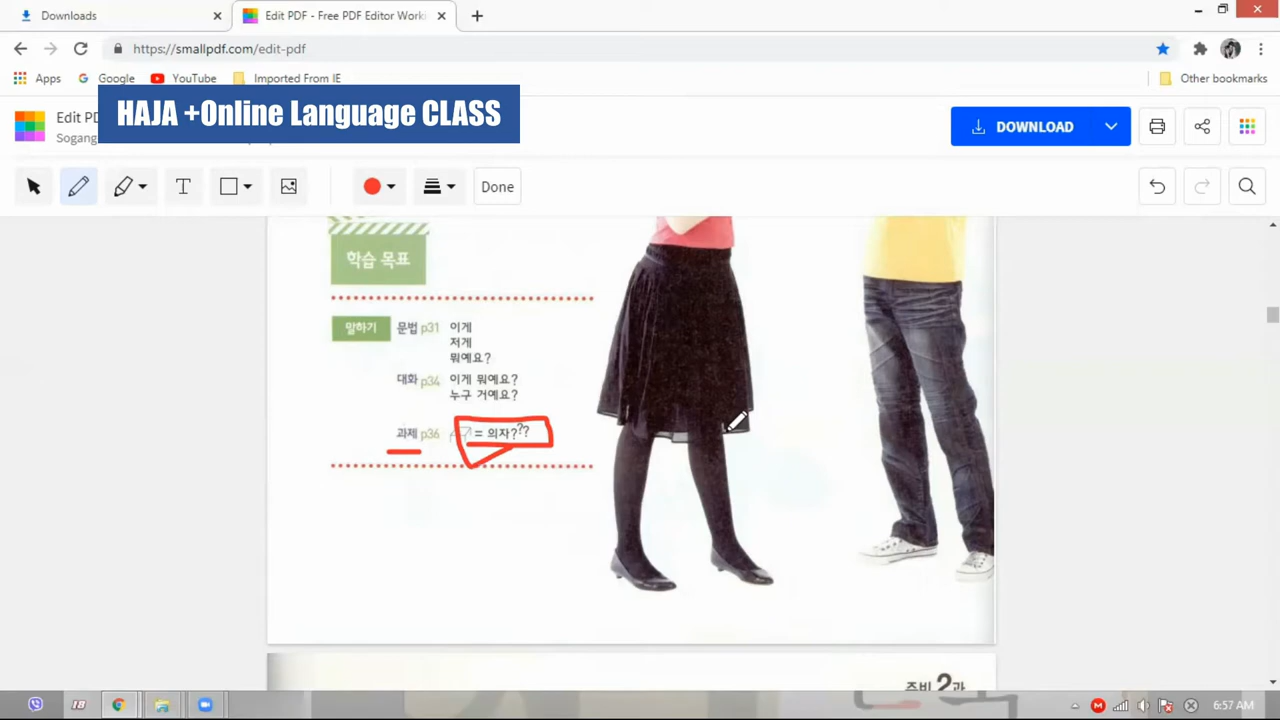 Downloads
Edit PDF - Free PDF Editor Worki
https://smallpdf.com/edit-pdf
Apps
Google
YouTube
Imported From IE
Other bookmarks
HAJA +Online Language CLASS
Edit PD
Sogang
DOWNLOAD
T
Done
학습 목표
말하기 문법 p31 이게
저게
뭐예요?
대화 p34 이게 뭐예요?
누구 거예요?
과제 p36 = 의자???
준비 2과
18
6:57 AM